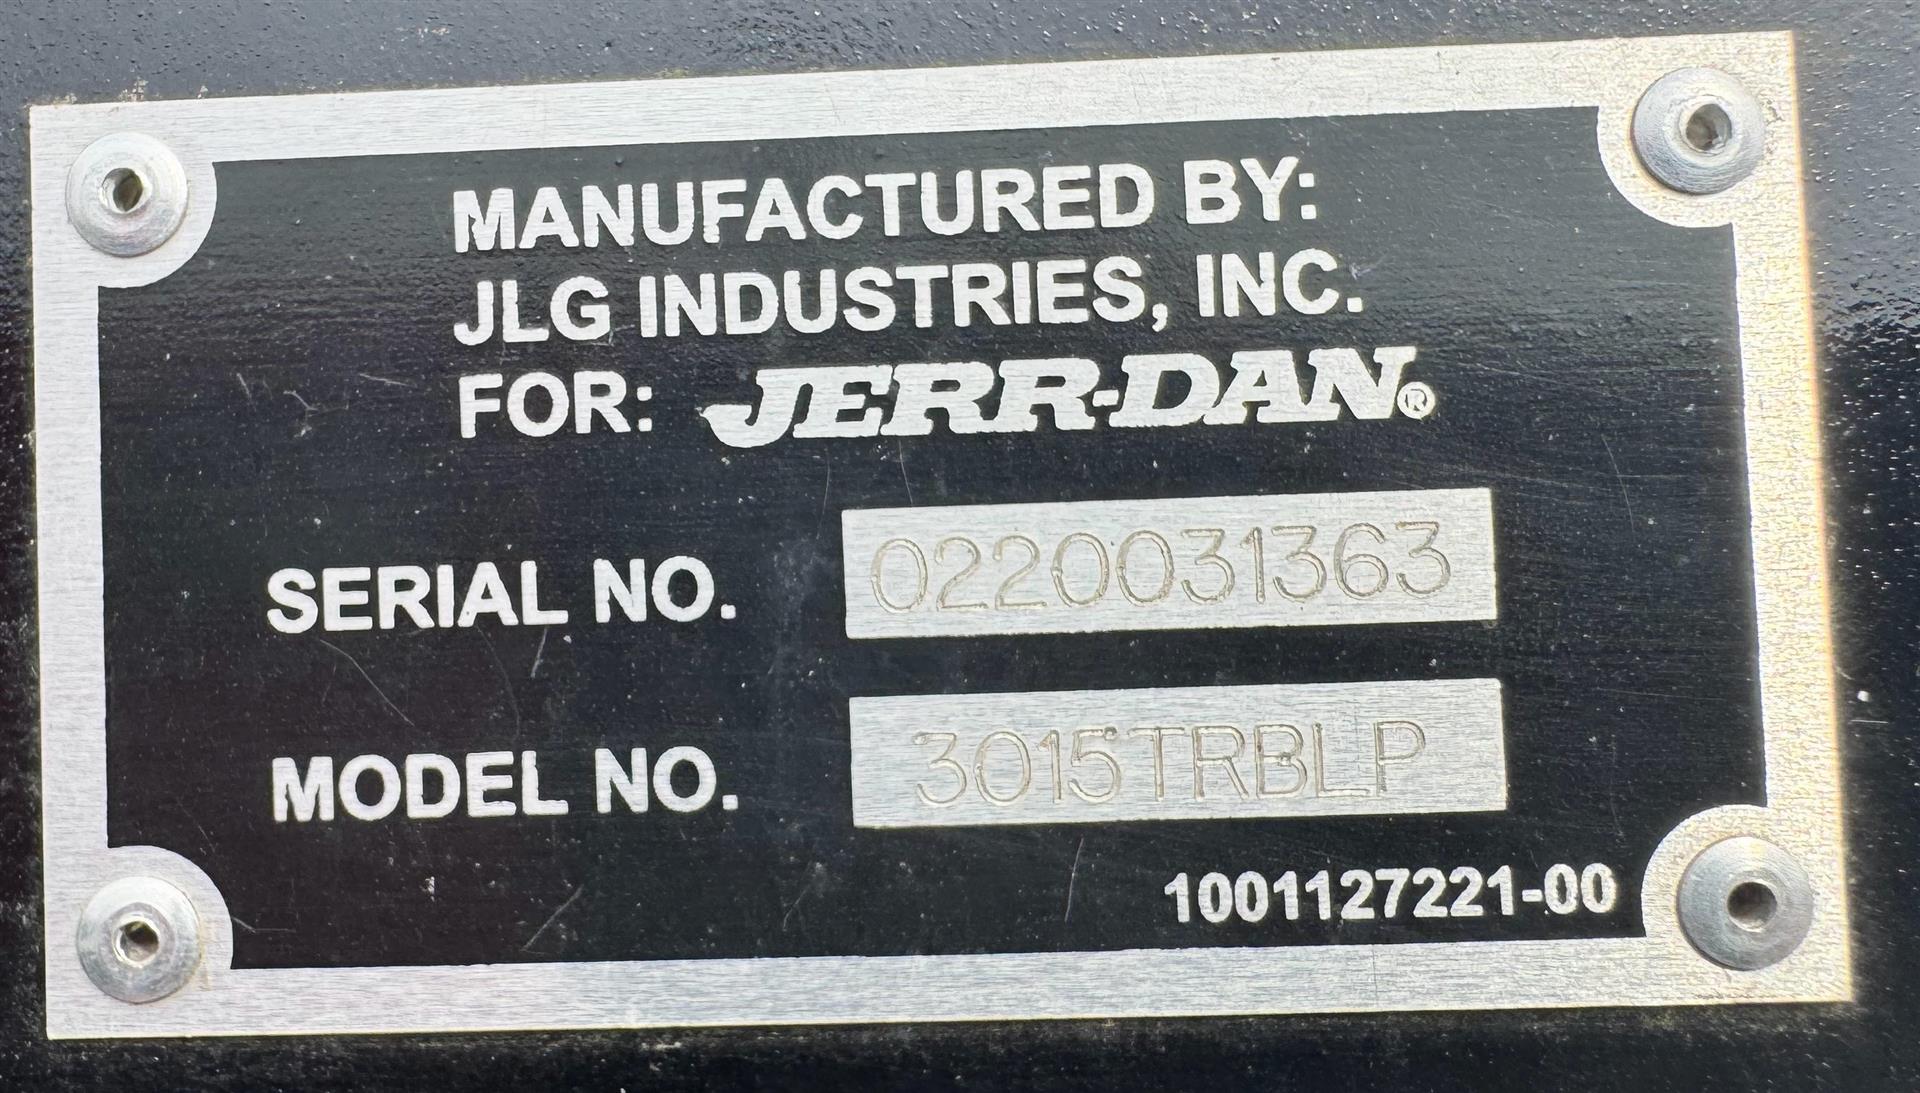 MANUFACTURED BY:
JLG INDUSTRIES, INC.
FOR: JERR-DAN®
SERIAL NO. 0220031363
MODEL NO. 3015TRBLP
1001127221-00